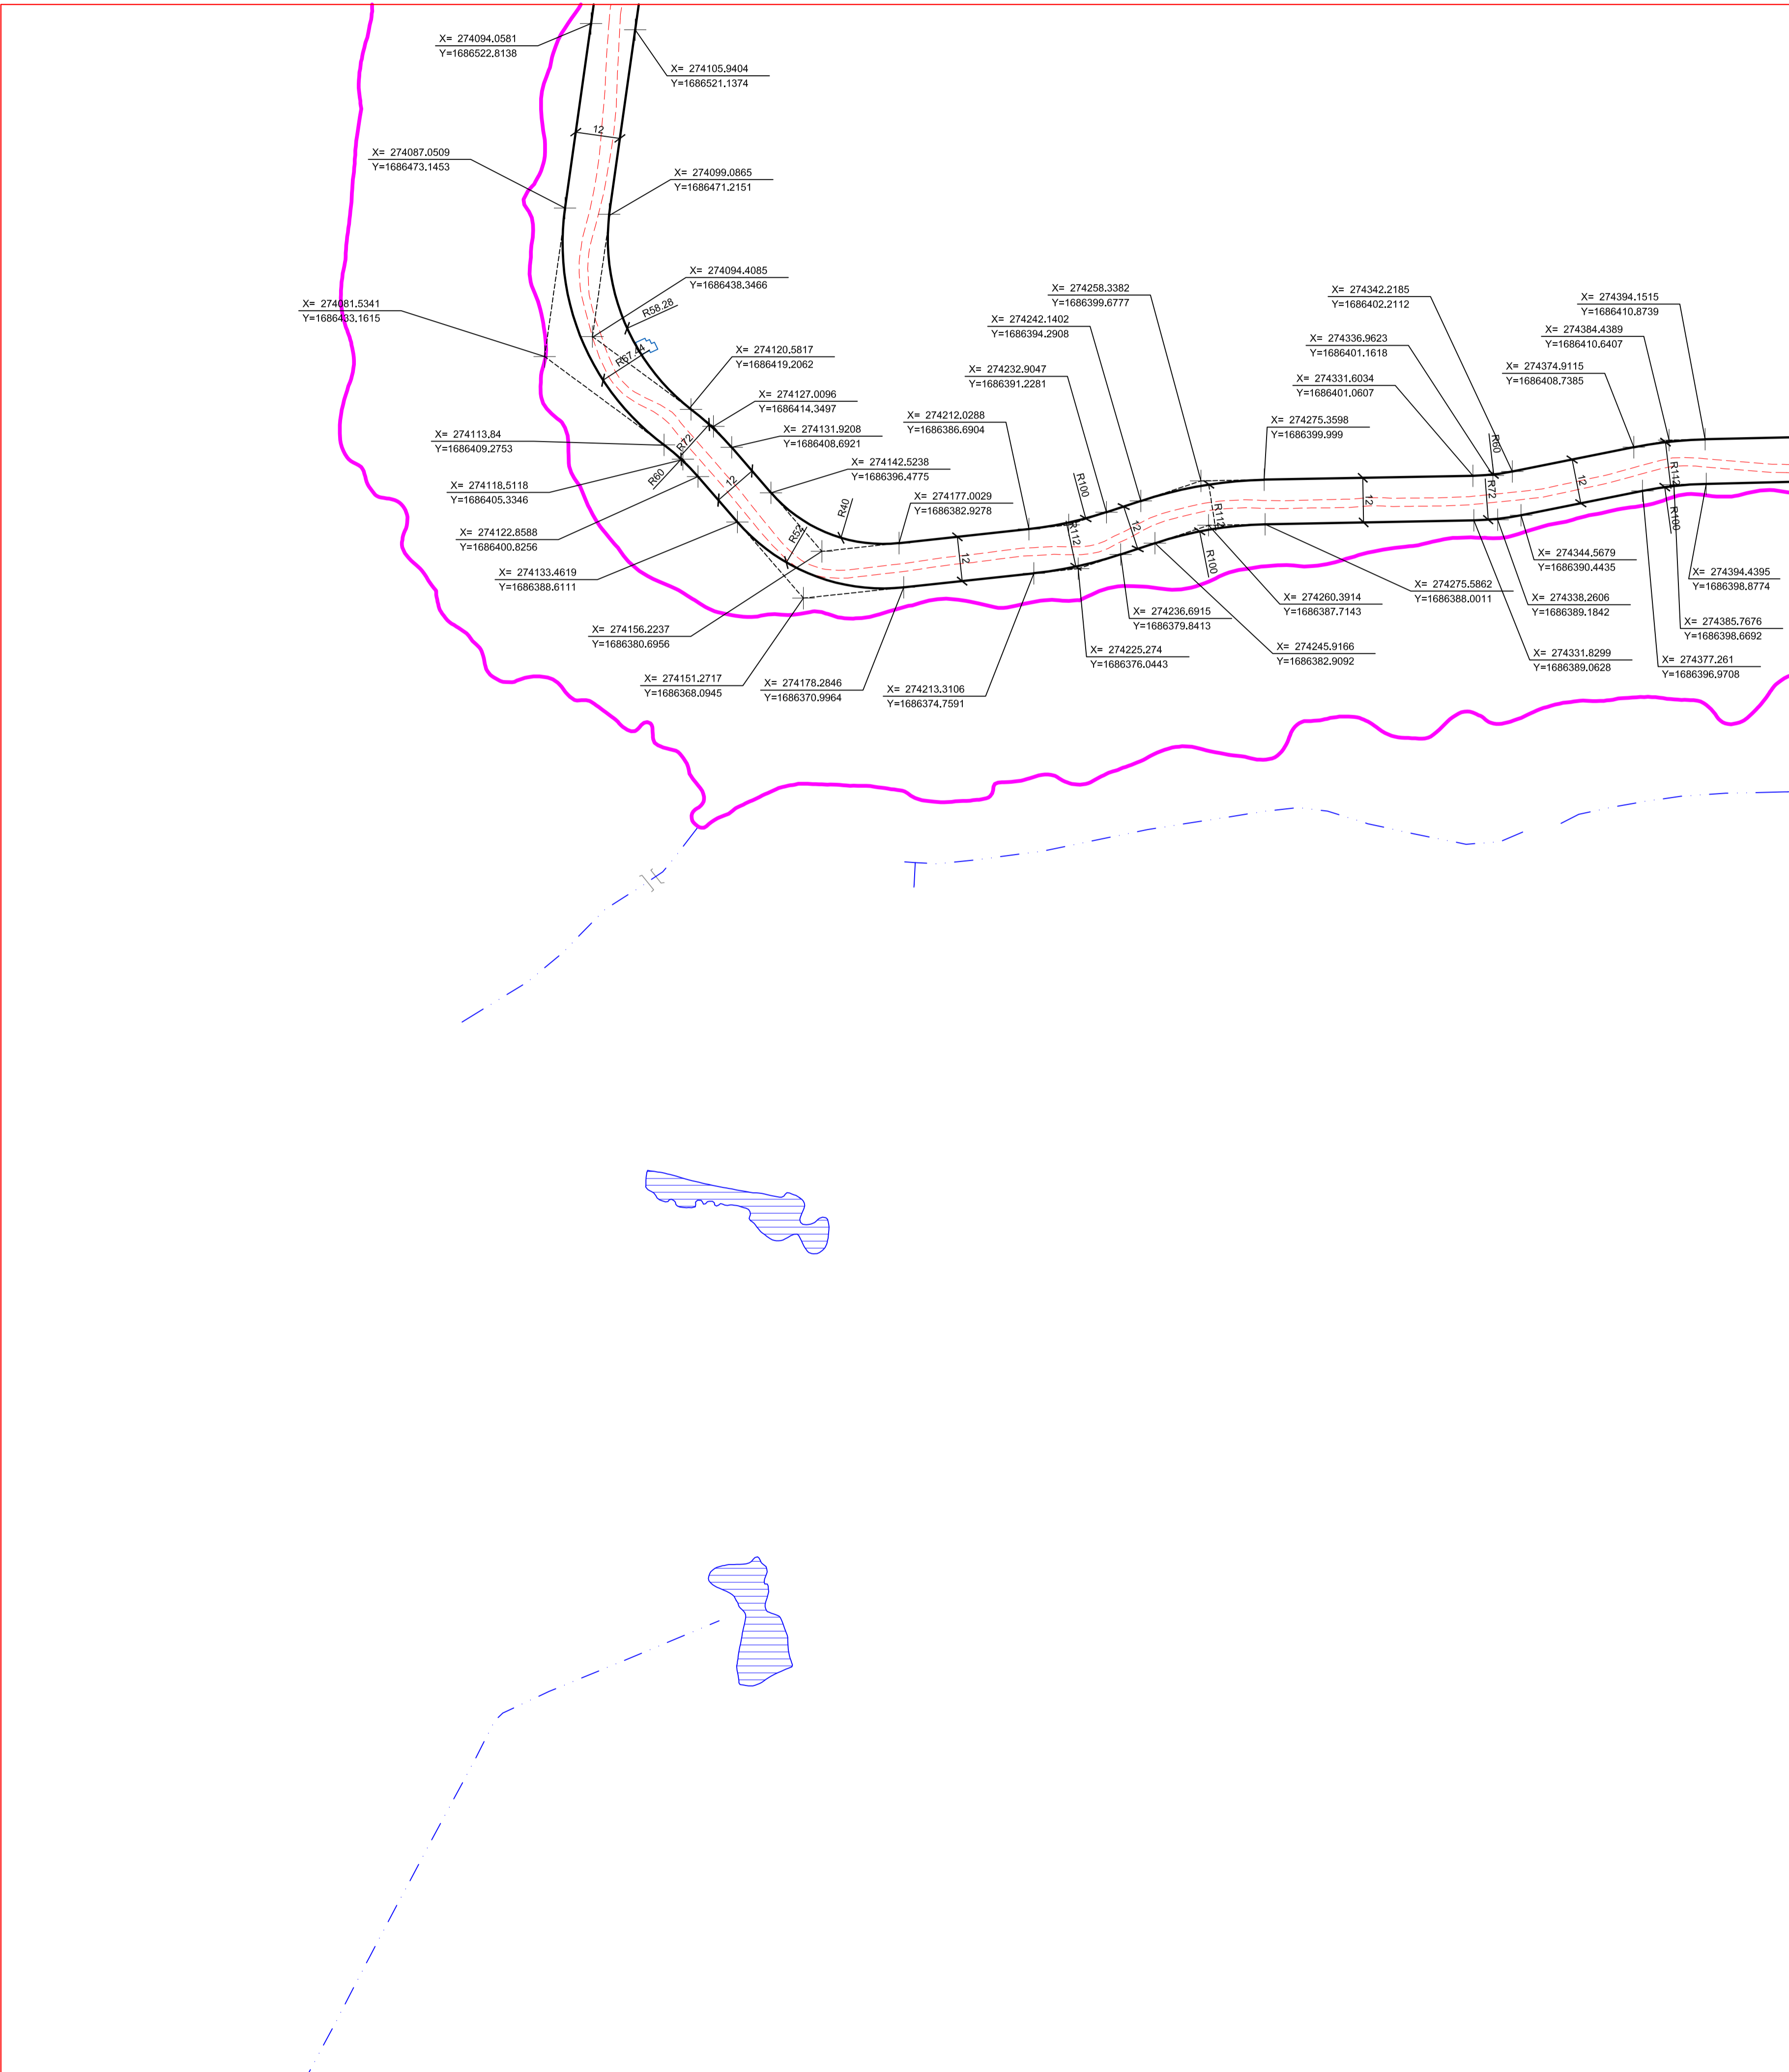 X= 274094.0581
Y=1686522.8138
X= 274105.9404
Y=1686521.1374
12
X= 274087.0509
Y=1686473.1453
X= 274099.0865
Y=1686471.2151
X= 274094.4085
Y=1686438.3466
R58.28
X= 274081.5341
Y=1686433.1615
R67.44
X= 274120.5817
Y=1686419.2062
X= 274127.0096
Y=1686414.3497
X= 274113.84
Y=1686409.2753
R72
X= 274131.9208
Y=1686408.6921
R60
X= 274142.5238
Y=1686396.4775
12
X= 274118.5118
Y=1686405.3346
X= 274122.8588
Y=1686400.8256
R40
R52
X= 274133.4619
Y=1686388.6111
X= 274177.0029
Y=1686382.9278
X= 274156.2237
Y=1686380.6956
X= 274151.2717
Y=1686368.0945
X= 274178.2846
Y=1686370.9964
12
X= 274213.3106
Y=1686374.7591
X= 274258.3382
Y=1686399.6777
X= 274242.1402
Y=1686394.2908
X= 274232.9047
Y=1686391.2281
X= 274212.0288
Y=1686386.6904
R100
R112
12
R112
R100
X= 274225.274
Y=1686376.0443
X= 274236.6915
Y=1686379.8413
X= 274245.9166
Y=1686382.9092
X= 274260.3914
Y=1686387.7143
X= 274275.5862
Y=1686388.0011
X= 274342.2185
Y=1686402.2112
X= 274336.9623
Y=1686401.1618
X= 274331.6034
Y=1686401.0607
X= 274275.3598
Y=1686399.999
12
R60
R72
12
X= 274394.1515
Y=1686410.8739
X= 274384.4389
Y=1686410.6407
X= 274374.9115
Y=1686408.7385
R112
R100
X= 274344.5679
Y=1686390.4435
X= 274338.2606
Y=1686389.1842
X= 274331.8299
Y=1686389.0628
X= 274394.4395
Y=1686398.8774
X= 274385.7676
Y=1686398.6692
X= 274377.261
Y=1686396.9708